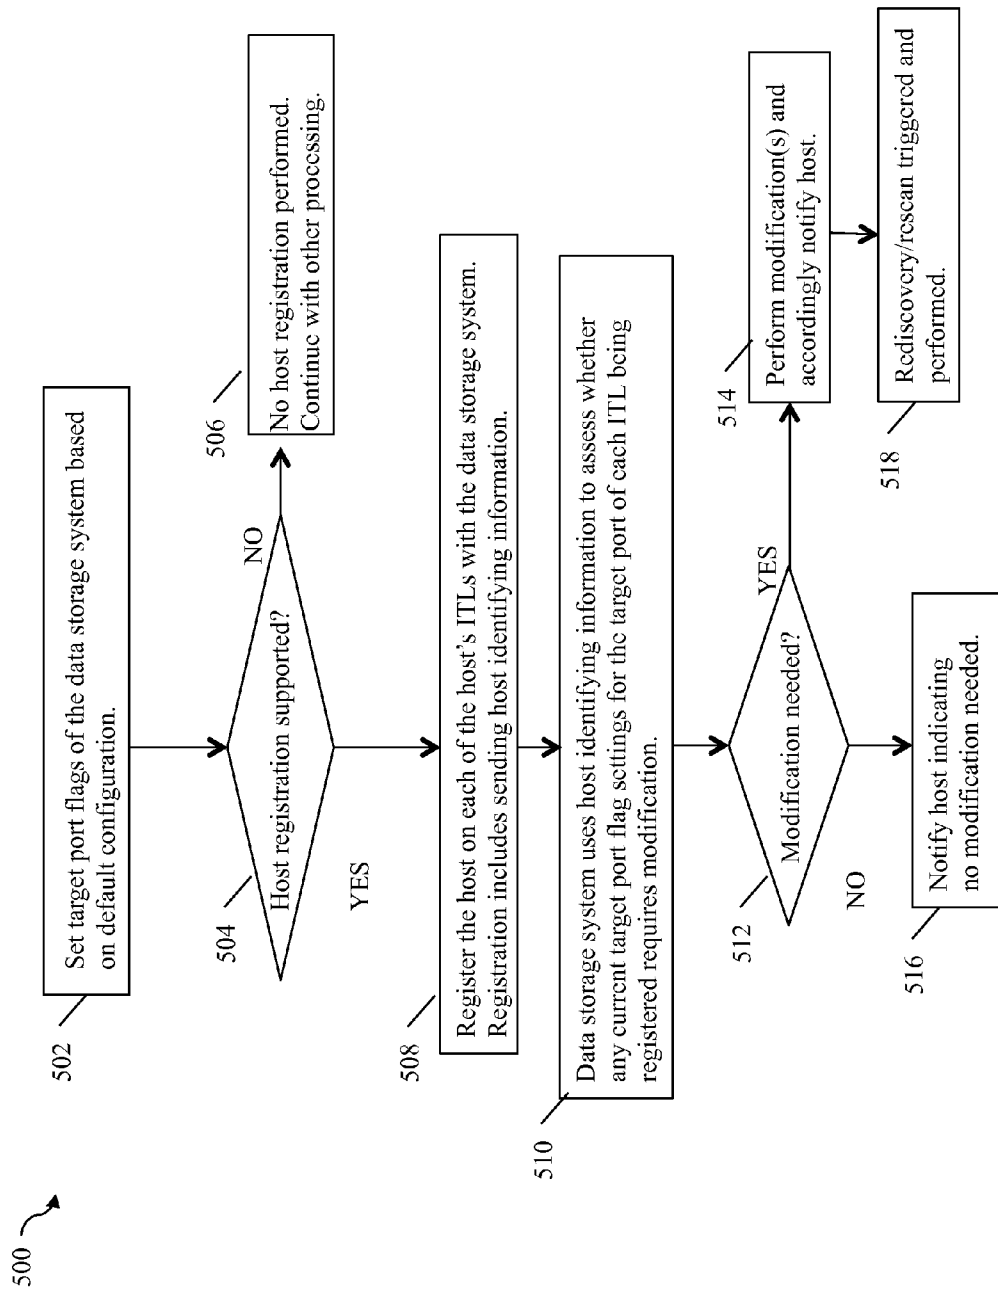 500
502
Set target port flags of the data storage system based
on default configuration.
504
Host registration supported?
NO
506
No host registration performed.
Continue with other processing.
YES
508
Register the host on each of the host's ITLs with the data storage system.
Registration includes sending host identifying information.
510
Data storage system uses host identifying information to assess whether
any current target port flag settings for the target port of each ITL being
registered requires modification.
512
Modification needed?
YES
514
Perform modification(s) and
accordingly notify host.
NO
516
Notify host indicating
no modification needed.
518
Rediscovery/rescan triggered and
performed.